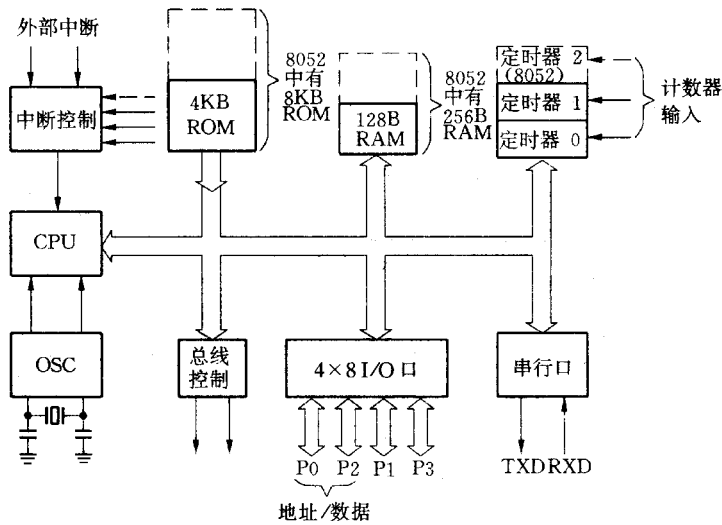 外部中断
中断控制
4KB
ROM
8052
中有
8KB
ROM
128B
RAM
8052
中有
256B
RAM
定时器 2
(8052)
定时器 1
定时器 0
计数器
输入
CPU
OSC
总线
控制
4×8I/O口
串行口
P0
P2
P1
P3
TXD
RXD
地址/数据